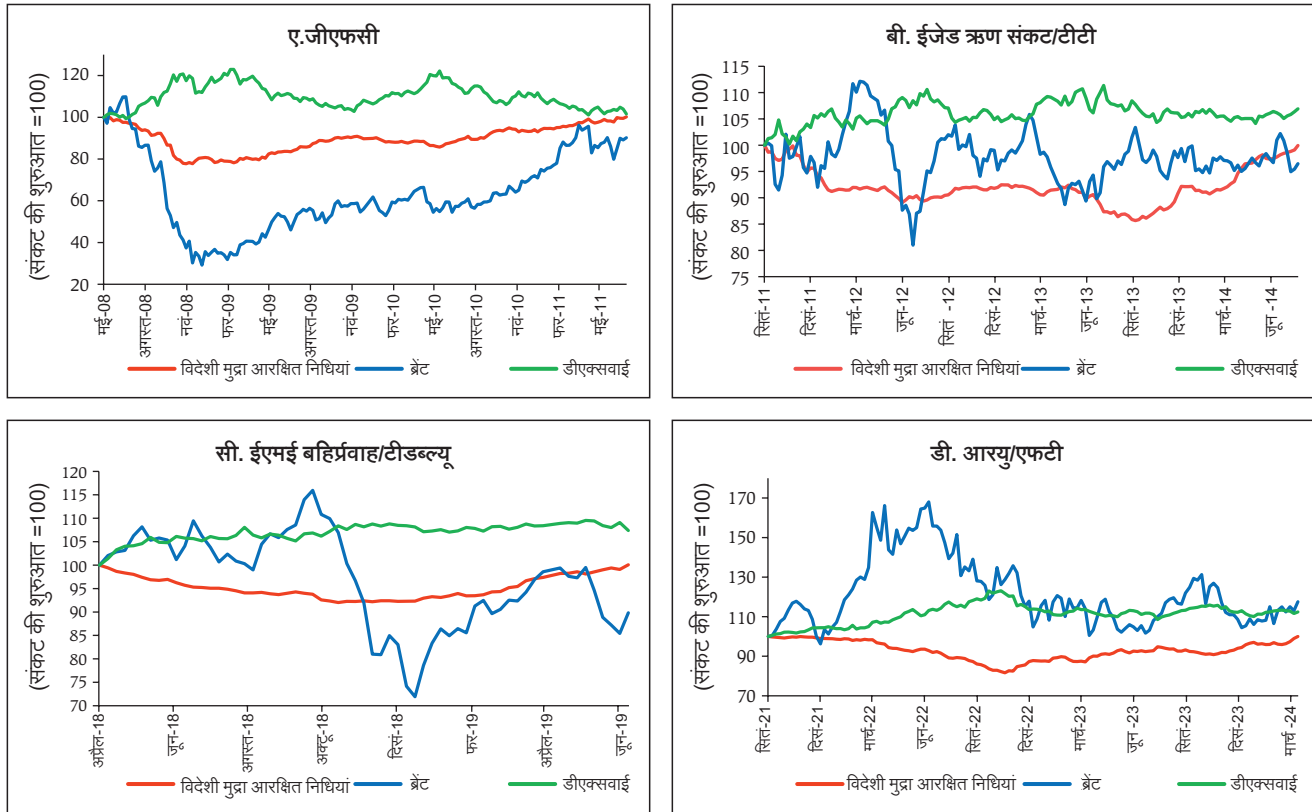 ए.जीएफसी
(संकट की शुरुआत =100)
120
100
80
60
40
20
मई-08
अगस्त-08
नवं-08
फर-09
मई-09
अगस्त-09
नवं-09
फर-10
मई-10
अगस्त-10
नवं-10
फर-11
मई-11
विदेशी मुद्रा आरक्षित निधियां
ब्रेंट
डीएक्सवाई
बी. ईजेड ऋण संकट/टीटी
(संकट की शुरुआत =100)
115
110
105
100
95
90
85
80
75
सितं-11
दिसं-11
मार्च-12
जून-12
सितं -12
दिसं-12
मार्च-13
जून-13
सितं-13
दिसं-13
मार्च-14
जून -14
विदेशी मुद्रा आरक्षित निधियां
ब्रेंट
डीएक्सवाई
सी. ईएमई बहिर्प्रवाह/टीडब्ल्यू
(संकट की शुरुआत =100)
120
115
110
105
100
95
90
85
80
75
70
अप्रैल-18
जून-18
अगस्त-18
अक्टू-18
दिसं-18
फर-19
अप्रैल-19
जून-19
विदेशी मुद्रा आरक्षित निधियां
ब्रेंट
डीएक्सवाई
डी. आरयु/एफटी
(संकट की शुरुआत =100)
170
150
130
110
90
70
सितं-21
दिसं-21
मार्च-22
जून-22
सितं-22
दिसं-22
मार्च-23
जून-23
सितं-23
दिसं-23
मार्च -24
विदेशी मुद्रा आरक्षित निधियां
ब्रेंट
डीएक्सवाई